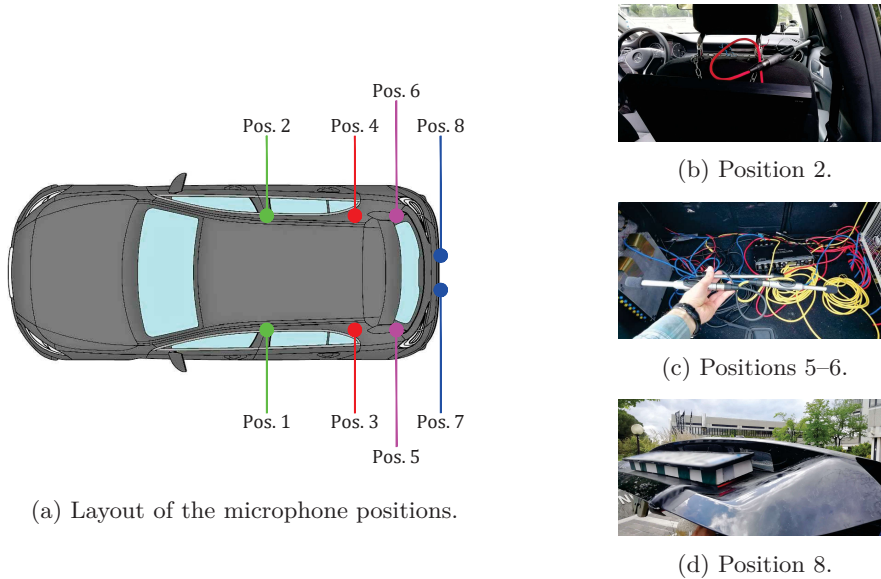 Pos. 6
Pos. 2
Pos. 4
Pos. 8
Pos. 1
Pos. 3
Pos. 7
Pos. 5
(a) Layout of the microphone positions.
(b) Position 2.
(c) Positions 5–6.
(d) Position 8.